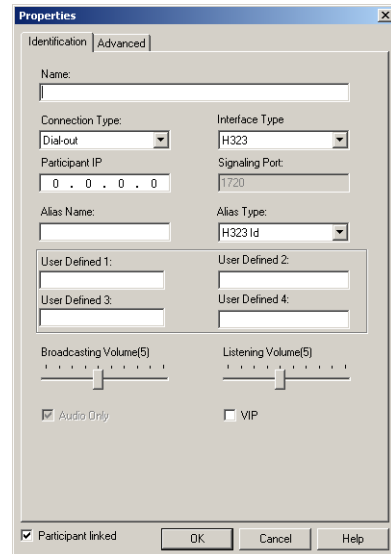 Properties
Identification Advanced
Name:
Connection Type: Interface Type
Dial-out H323
Participant IP Signaling Port:
0 . 0 . 0 . 0 1720
Alias Name: Alias Type:
H323 Id
User Defined 1: User Defined 2:
User Defined 3: User Defined 4:
Broadcasting Volume(5) Listening Volume(5)
Audio Only VIP
Participant linked OK Cancel Help